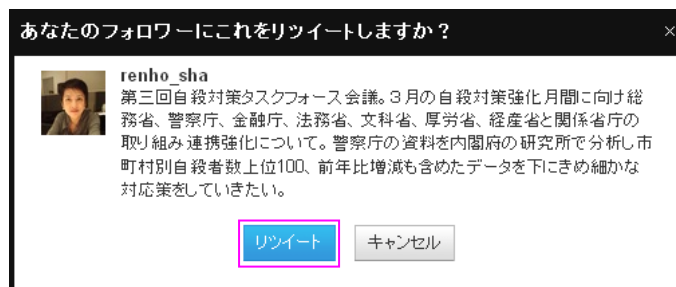 あなたのフォロワーにこれをリツイートしますか？
×
renho_sha
第三回自殺対策タスクフォース会議。３月の自殺対策強化月間に向け総
務省、警察庁、金融庁、法務省、文科省、厚労省、経産省と関係省庁の
取り組み連携強化について。警察庁の資料を内閣府の研究所で分析し市
町村別自殺者数上位100、前年比増減も含めたデータを下にきめ細かな
対応策をしていきたい。
リツイート
キャンセル